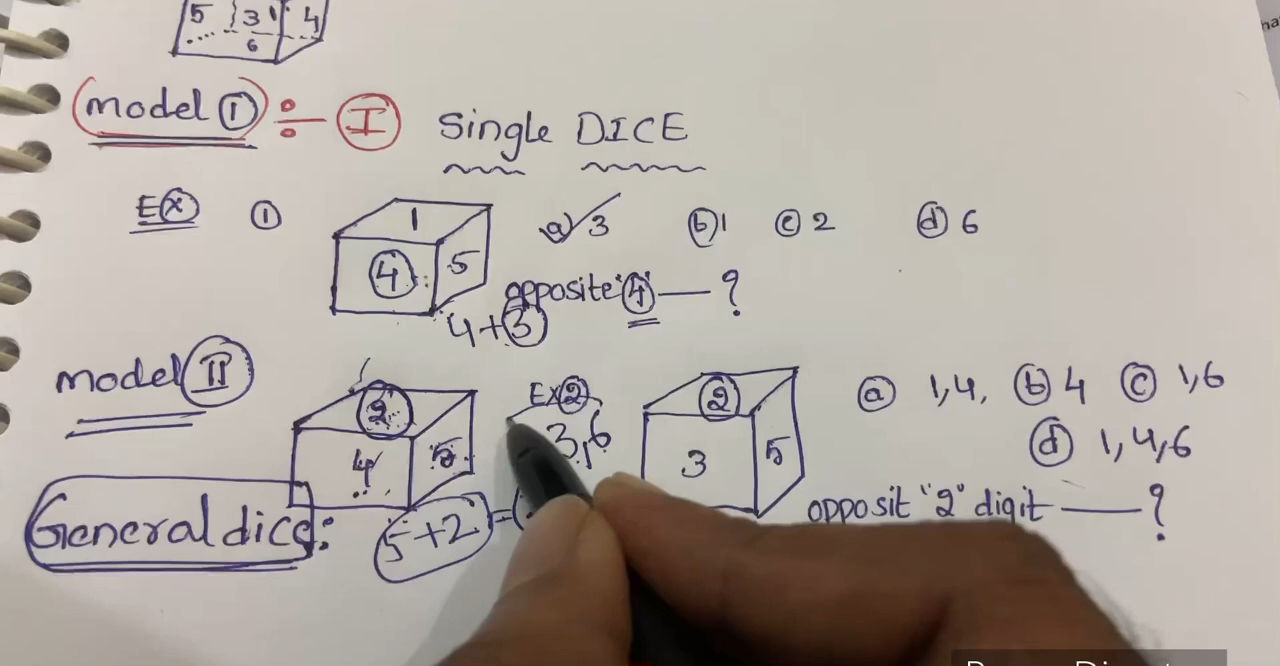 5 3 1 4
6
model ① ÷ Ⅰ Single DICE
Ex ① 1 4 5 a) 3 ⓑ 1 ⓒ 2 ⓓ 6
opposite "4" — ?
4+3
model Ⅱ
2 4 5 Ex ② 3,6 2 3 5 ⓐ 1,4, ⓑ 4 ⓒ 1,6
ⓓ 1,4,6
General dice: 5+2 = opposit "2" digit — ?